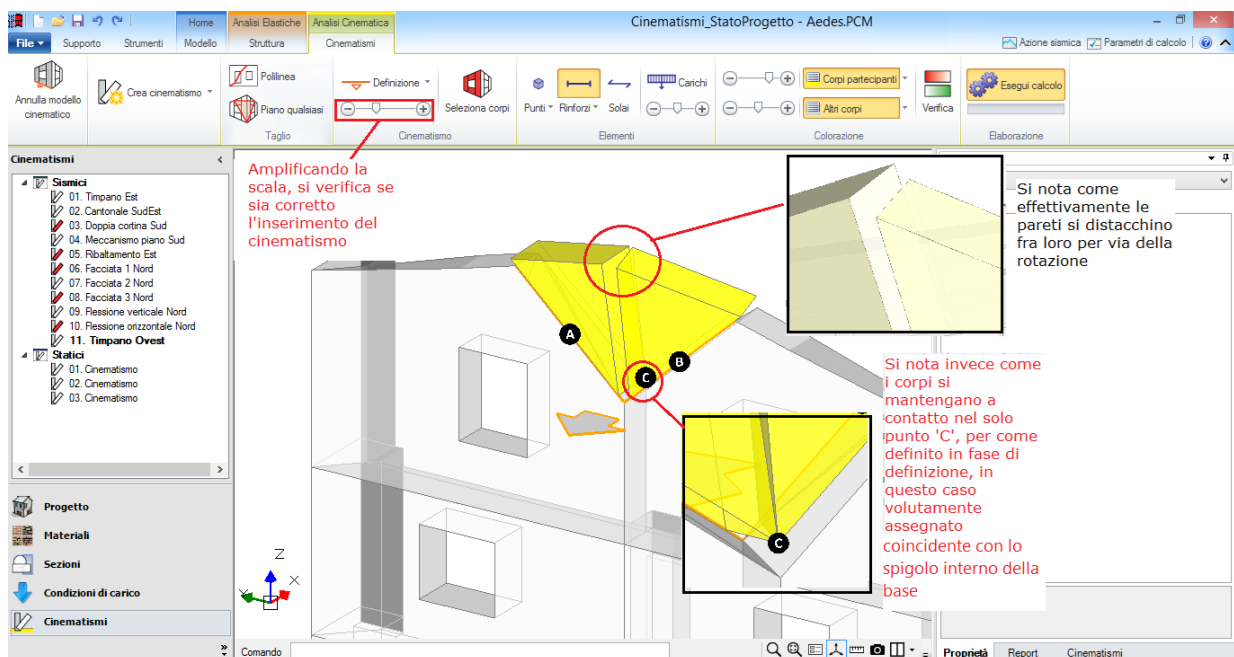 Cinematismi_StatoProgetto - Aedes.PCM
Home
Analisi Elastiche
Analisi Cinematica
File
Supporto
Strumenti
Modello
Struttura
Cinematismi
Azione sismica
Parametri di calcolo
Annulla modello
cinematico
Crea cinematismo
Polilinea
Piano qualsiasi
Taglio
Definizione
Seleziona corpi
Cinematismo
Punti
Rinforzi
Solai
Carichi
Elementi
Corpi partecipanti
Altri corpi
Colorazione
Verifica
Esegui calcolo
Elaborazione
Cinematismi
Sismici
01. Timpano Est
02. Cantonale SudEst
03. Doppia cortina Sud
04. Meccanismo piano Sud
05. Ribaltamento Est
06. Facciata 1 Nord
07. Facciata 2 Nord
08. Facciata 3 Nord
09. Flessione verticale Nord
10. Flessione orizzontale Nord
11. Timpano Ovest
Statici
01. Cinematismo
02. Cinematismo
03. Cinematismo
Progetto
Materiali
Sezioni
Condizioni di carico
Cinematismi
Amplificando la
scala, si verifica se
sia corretto
l'inserimento del
cinematismo
Si nota come
effettivamente le
pareti si distacchino
fra loro per via della
rotazione
A
B
C
Si nota invece come
i corpi si
mantengano a
contatto nel solo
punto 'C', per come
definito in fase di
definizione, in
questo caso
volutamente
assegnato
coincidente con lo
spigolo interno della
base
C
Z
X
Comando
Proprietà
Report
Cinematismi